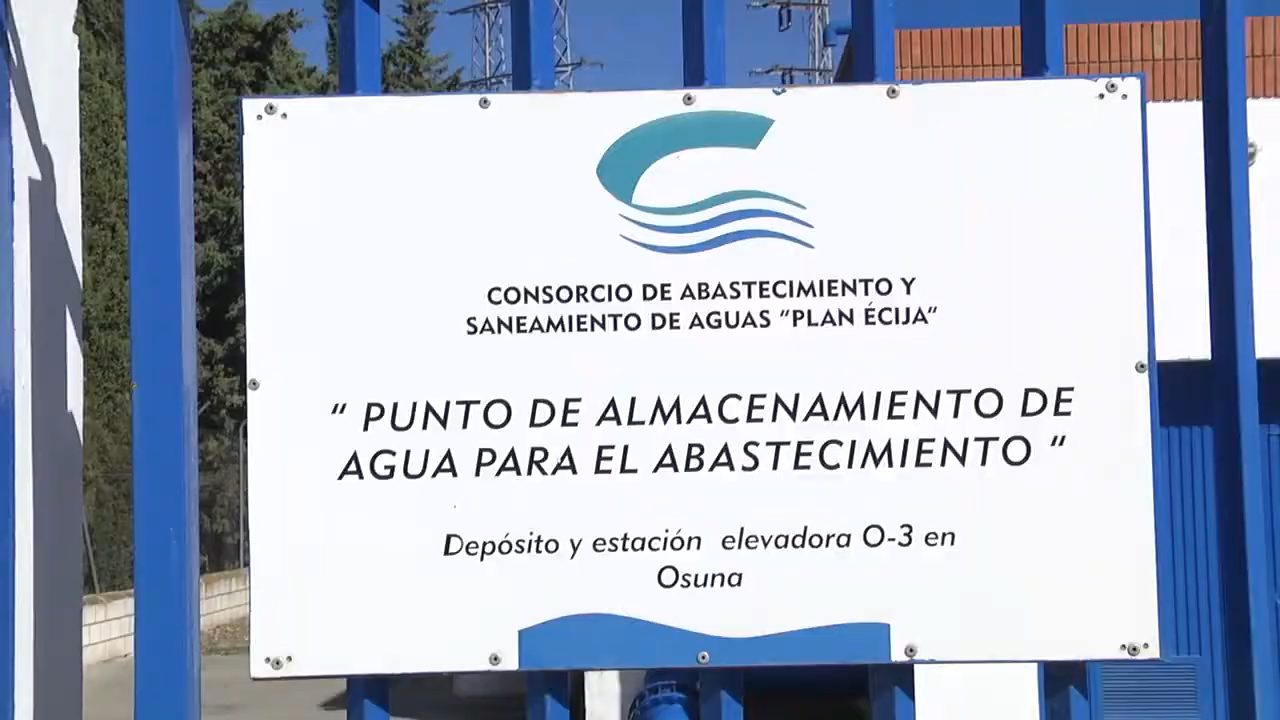 CONSORCIO DE ABASTECIMIENTO Y
SANEAMIENTO DE AGUAS "PLAN ÉCIJA"
" PUNTO DE ALMACENAMIENTO DE
AGUA PARA EL ABASTECIMIENTO "
Depósito y estación elevadora O-3 en
Osuna